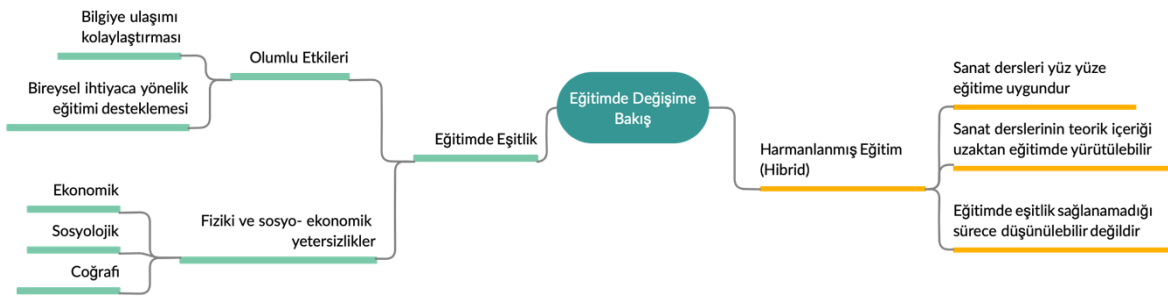 Eğitimde Değişime
Bakış
Eğitimde Eşitlik
Olumlu Etkileri
Bilgiye ulaşımı
kolaylaştırması
Bireysel ihtiyaca yönelik
eğitimi desteklemesi
Fiziki ve sosyo- ekonomik
yetersizlikler
Ekonomik
Sosyolojik
Coğrafi
Harmanlanmış Eğitim
(Hibrid)
Sanat dersleri yüz yüze
eğitime uygundur
Sanat derslerinin teorik içeriği
uzaktan eğitimde yürütülebilir
Eğitimde eşitlik sağlanamadığı
sürece düşünülebilir değildir